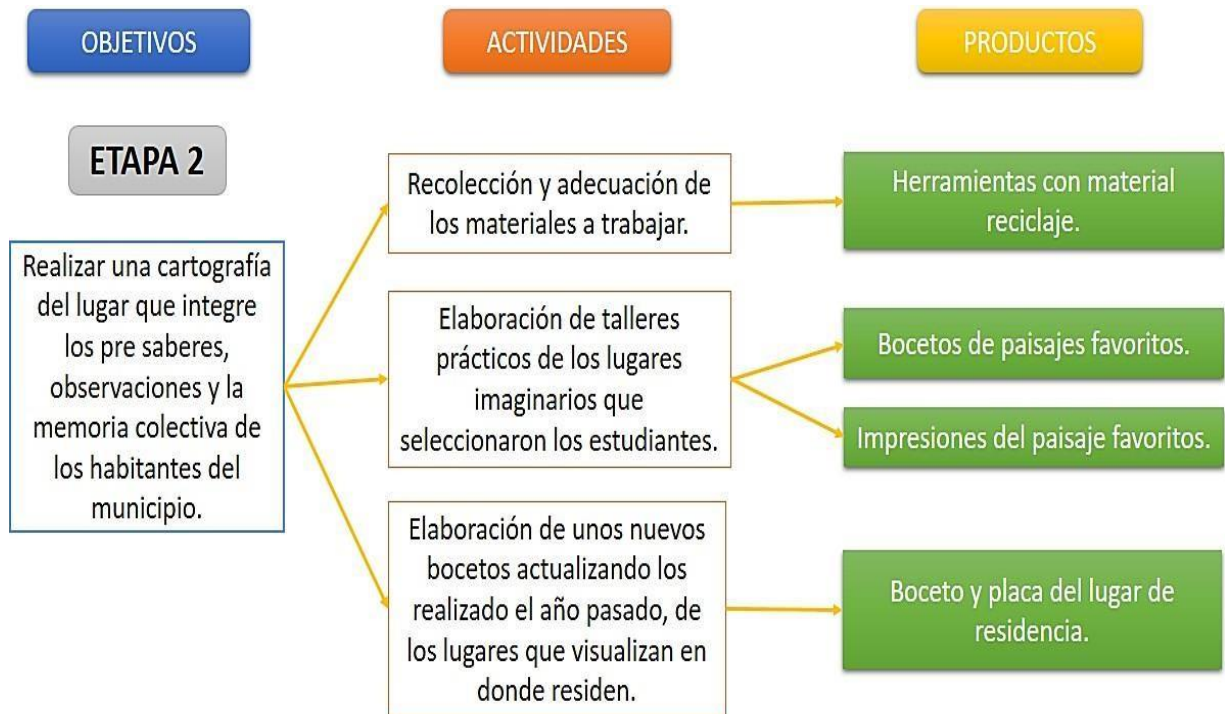 OBJETIVOS
ACTIVIDADES
PRODUCTOS
ETAPA 2
Realizar una cartografía
del lugar que integre
los pre saberes,
observaciones y la
memoria colectiva de
los habitantes del
municipio.
Recolección y adecuación de
los materiales a trabajar.
Elaboración de talleres
prácticos de los lugares
imaginarios que
seleccionaron los estudiantes.
Elaboración de unos nuevos
bocetos actualizando los
realizado el año pasado, de
los lugares que visualizan en
donde residen.
Herramientas con material
reciclaje.
Bocetos de paisajes favoritos.
Impresiones del paisaje favoritos.
Boceto y placa del lugar de
residencia.